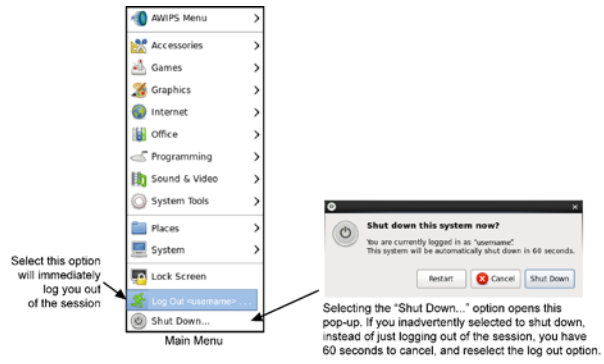 AWIPS Menu
Accessories
Games
Graphics
Internet
Office
Programming
Sound & Video
System Tools
Places
System
Lock Screen
Log Out <username> ...
Shut Down...
Main Menu
Select this option
will immediately
log you out
of the session
Shut down this system now?
You are currently logged in as "username".
This system will be automatically shut down in 60 seconds.
Restart
Cancel
Shut Down
Selecting the "Shut Down..." option opens this
pop-up. If you inadvertently selected to shut down,
instead of just logging out of the session, you have
60 seconds to cancel, and reselect the log out option.